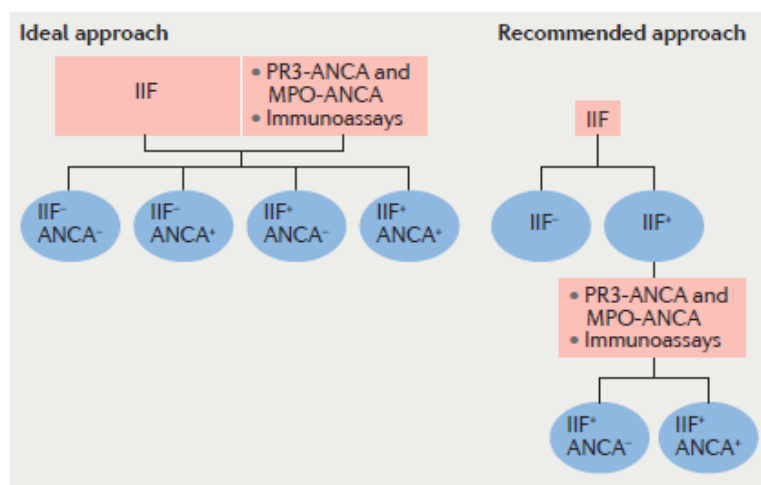 Ideal approach
IIF
• PR3-ANCA and
MPO-ANCA
• Immunoassays
IIF⁻
ANCA⁻
IIF⁻
ANCA⁺
IIF⁺
ANCA⁻
IIF⁺
ANCA⁺
Recommended approach
IIF
IIF⁻
IIF⁺
• PR3-ANCA and
MPO-ANCA
• Immunoassays
IIF⁺
ANCA⁻
IIF⁺
ANCA⁺